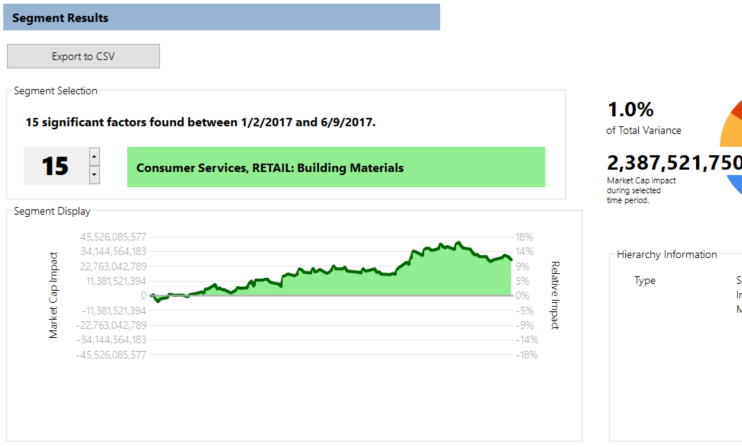 Segment Results
Export to CSV
Segment Selection
15 significant factors found between 1/2/2017 and 6/9/2017.
15
Consumer Services, RETAIL: Building Materials
1.0%
of Total Variance
2,387,521,750
Market Cap impact
during selected
time period.
Segment Display
Market Cap Impact
45,526,085,577
34,144,564,183
22,763,042,789
11,381,521,394
0
-11,381,521,394
-22,763,042,789
-34,144,564,183
-45,526,085,577
18%
14%
9%
5%
0%
-5%
-9%
-14%
-18%
Relative Impact
Hierarchy Information
Type